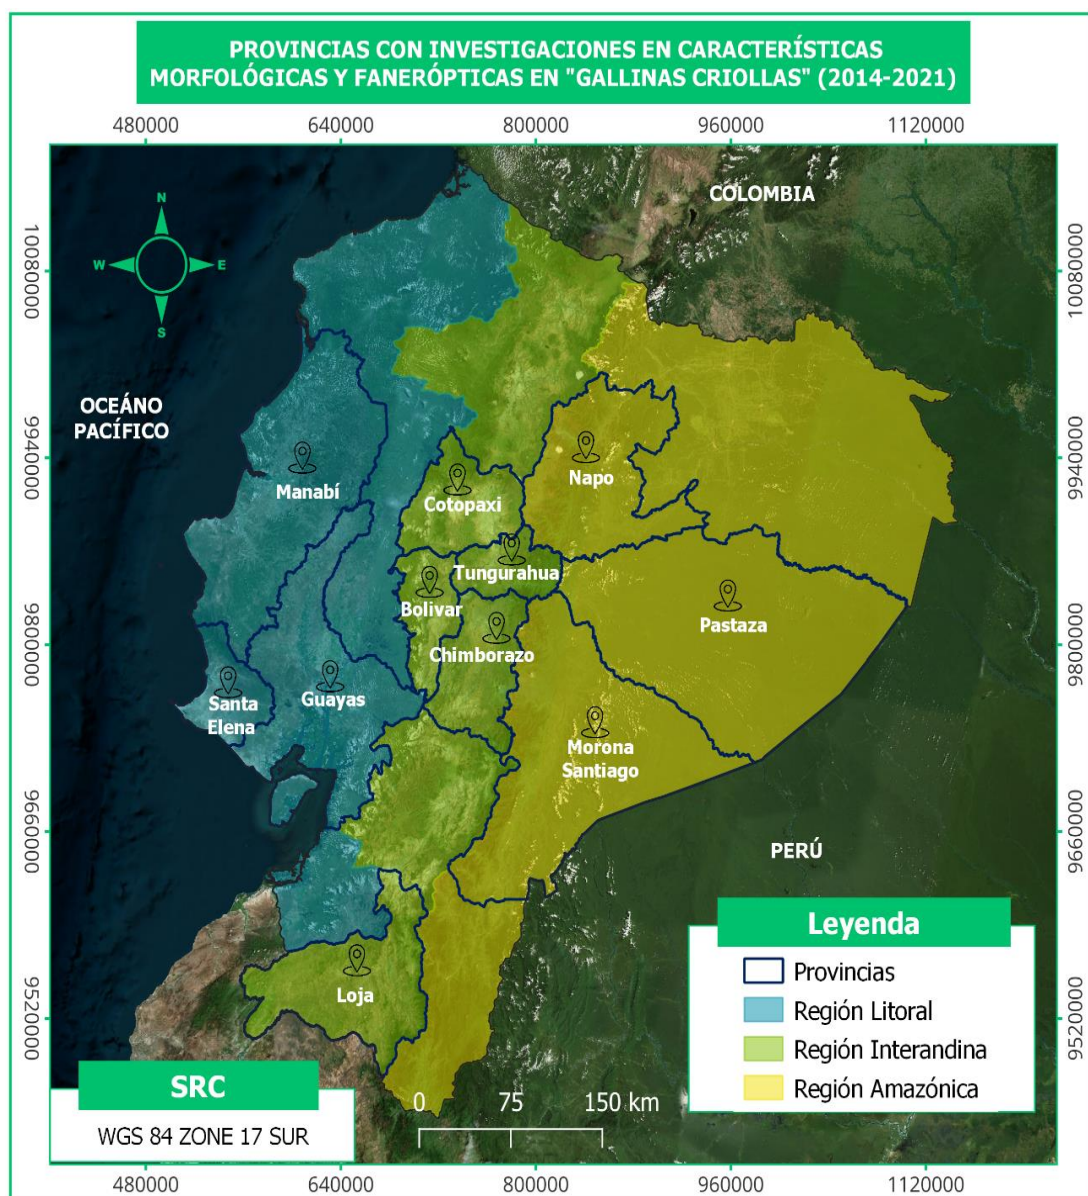 PROVINCIAS CON INVESTIGACIONES EN CARACTERÍSTICAS
MORFOLÓGICAS Y FANERÓPTICAS EN "GALLINAS CRIOLLAS" (2014-2021)
480000 640000 800000 960000 1120000
N
W E
S
COLOMBIA
10080000
10080000
OCEÁNO
PACÍFICO
9940000
9940000
Manabí
Cotopaxi
Napo
Tungurahua
Bolivar
Pastaza
Chimborazo
9800000
9800000
Santa
Elena
Guayas
Morona
Santiago
9660000
9660000
PERÚ
Loja
9520000
9520000
Leyenda
Provincias
Región Litoral
Región Interandina
Región Amazónica
SRC
WGS 84 ZONE 17 SUR
0 75 150 km
480000 640000 800000 960000 1120000